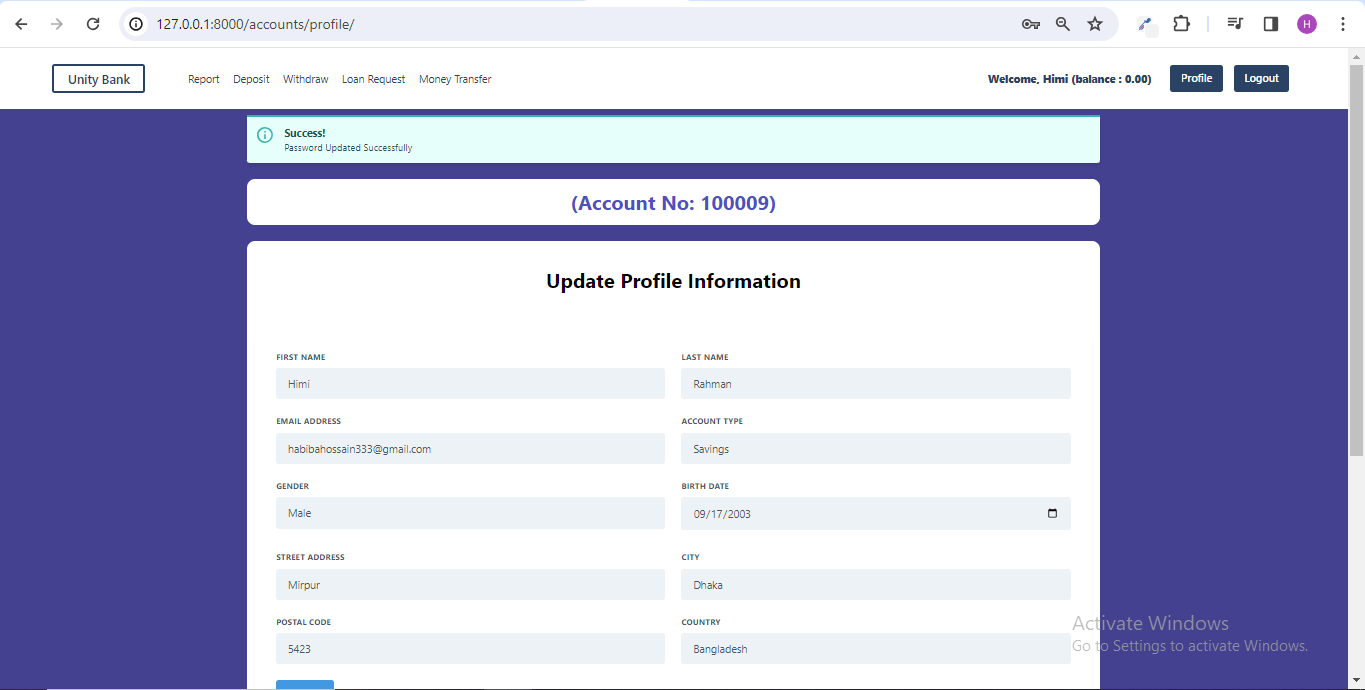 127.0.0.1:8000/accounts/profile/
H
Unity Bank Report Deposit Withdraw Loan Request Money Transfer Welcome, Himi (balance : 0.00) Profile Logout
Success!
Password Updated Successfully
(Account No: 100009)
Update Profile Information
FIRST NAME LAST NAME
Himi Rahman
EMAIL ADDRESS ACCOUNT TYPE
habibahossain333@gmail.com Savings
GENDER BIRTH DATE
Male 09/17/2003
STREET ADDRESS CITY
Mirpur Dhaka
POSTAL CODE COUNTRY
5423 Bangladesh
Activate Windows
Go to Settings to activate Windows.